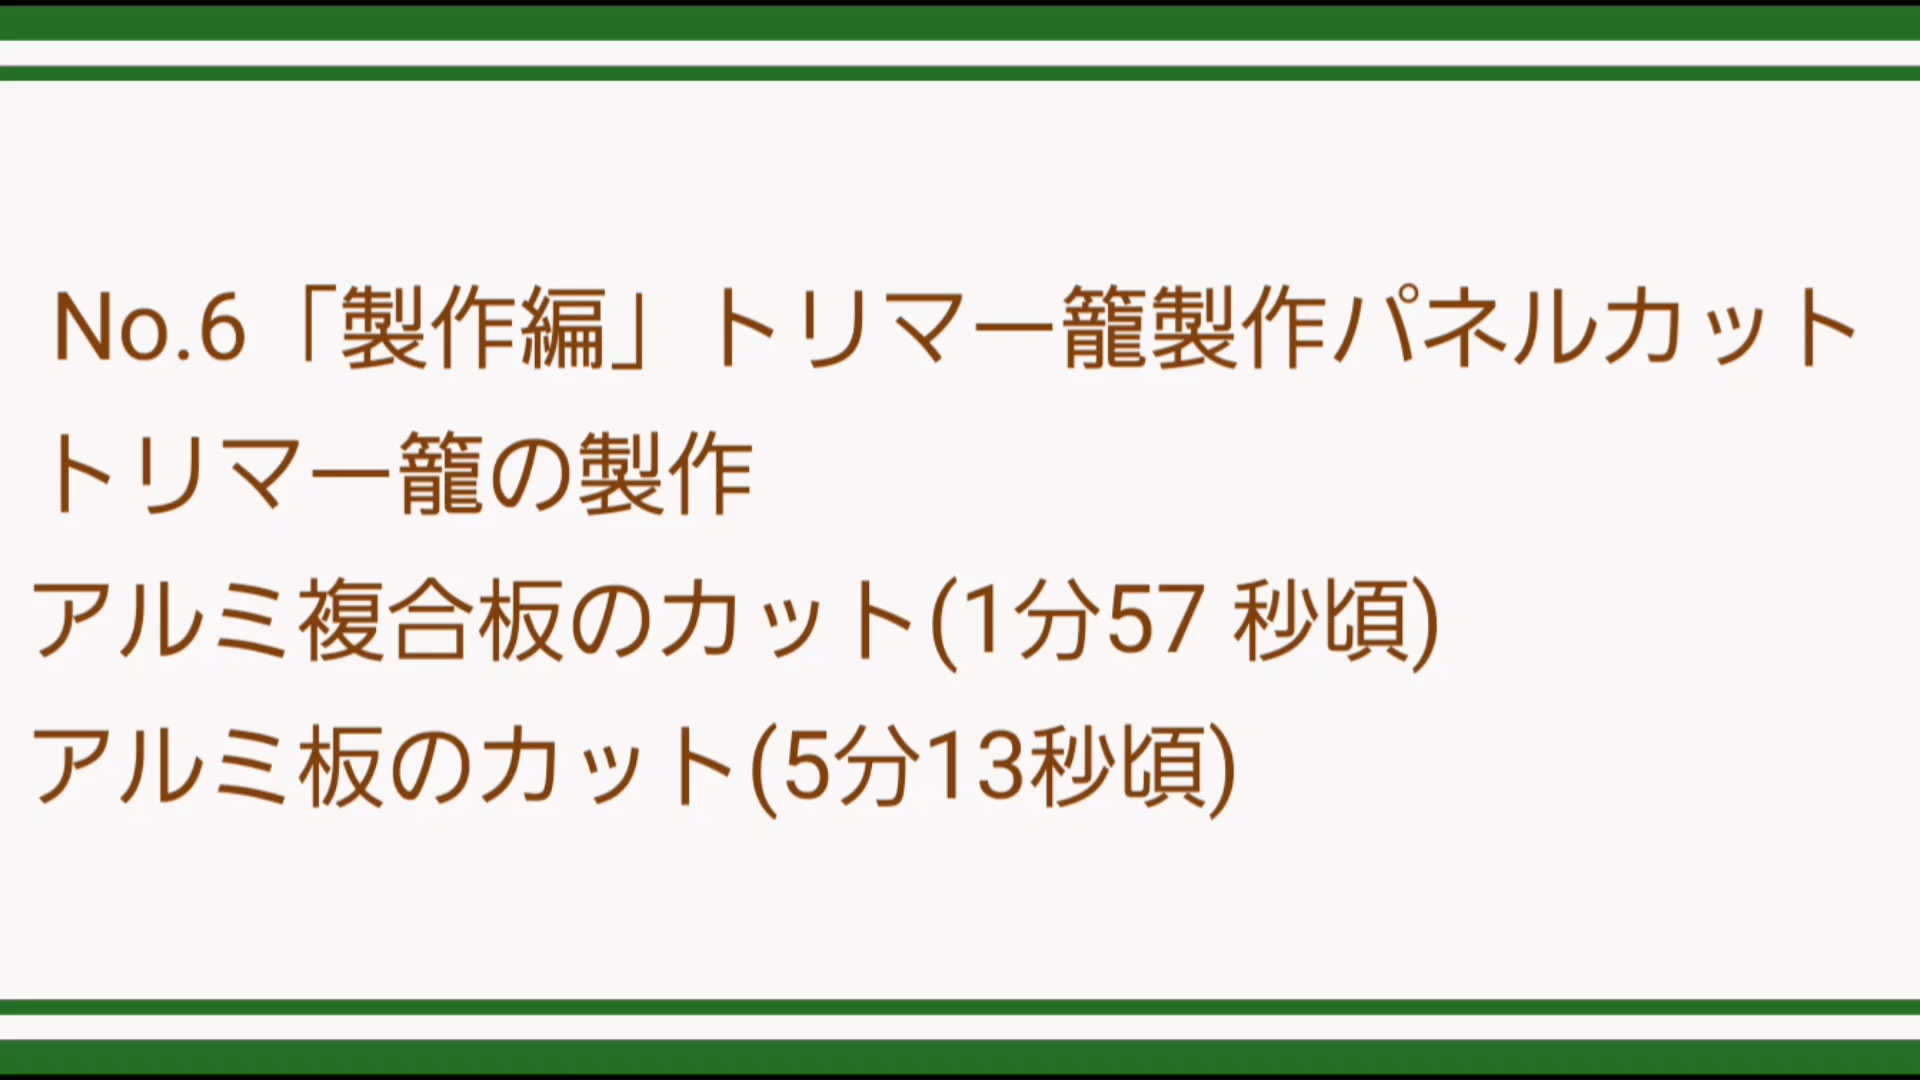 No.6「製作編」トリマー籠製作パネルカット
トリマー籠の製作
アルミ複合板のカット(1分57 秒頃)
アルミ板のカット(5分13秒頃)